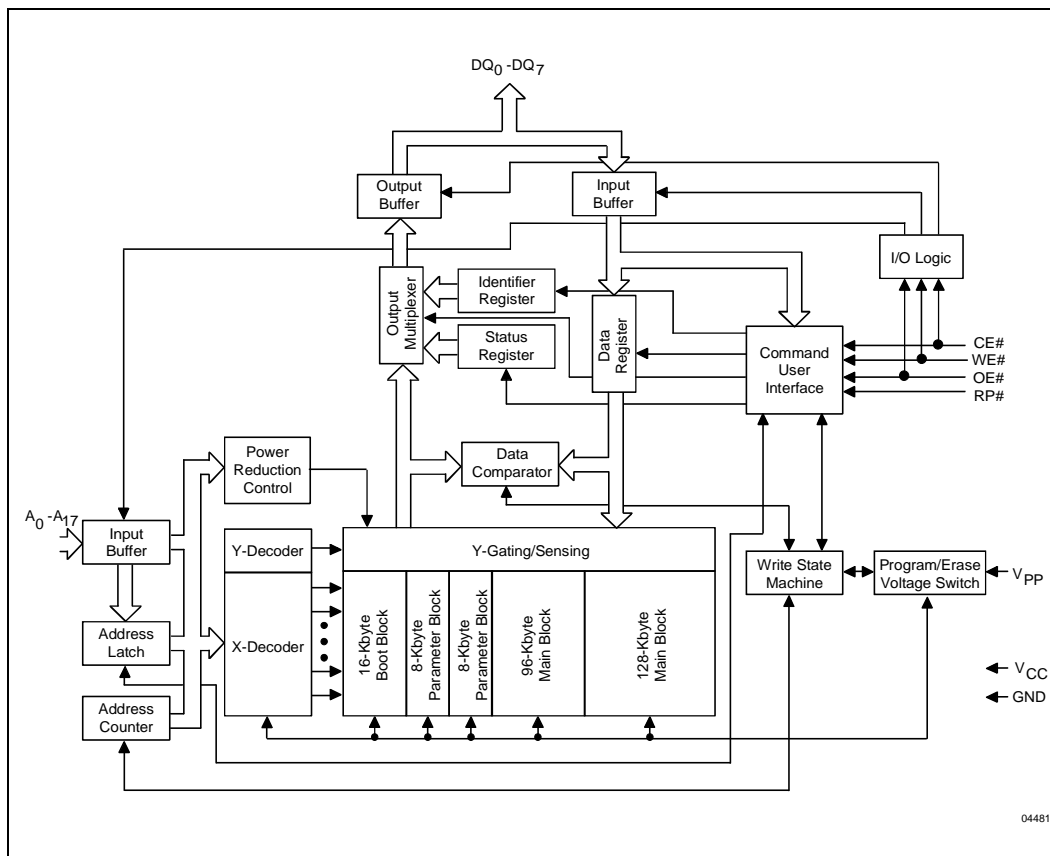 DQ0 -DQ7
Output
Buffer
Input
Buffer
I/O Logic
Output
Multiplexer
Identifier
Register
Status
Register
Data
Register
Command
User
Interface
CE#
WE#
OE#
RP#
Power
Reduction
Control
Data
Comparator
A0 -A17
Input
Buffer
Y-Decoder
Y-Gating/Sensing
Write State
Machine
Program/Erase
Voltage Switch
VPP
Address
Latch
X-Decoder
16-Kbyte
Boot Block
8-Kbyte
Parameter Block
8-Kbyte
Parameter Block
96-Kbyte
Main Block
128-Kbyte
Main Block
VCC
GND
Address
Counter
04481